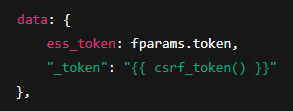 data: {
    ess_token: fparams.token,
    "_token": "{{ csrf_token() }}"
},